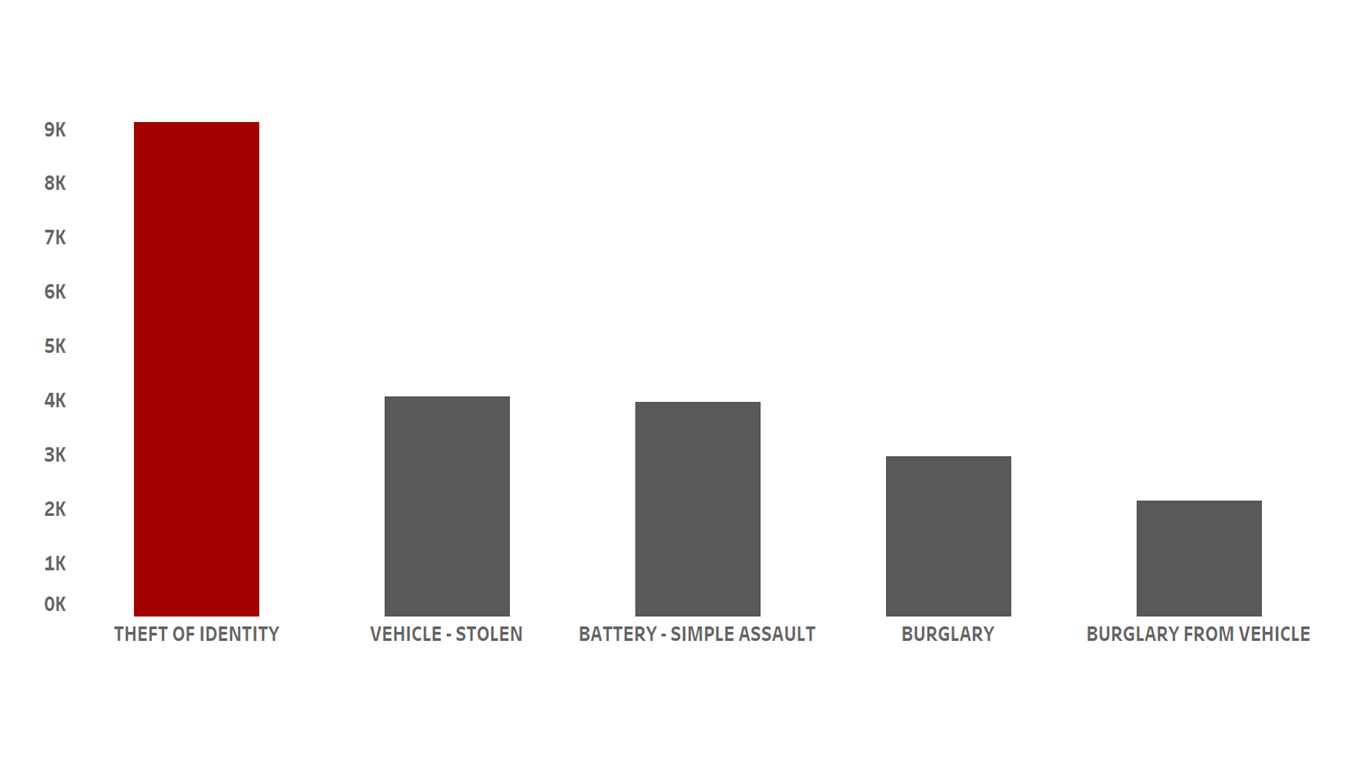 9K
8K
7K
6K
5K
4K
3K
2K
1K
0K
THEFT OF IDENTITY
VEHICLE - STOLEN
BATTERY - SIMPLE ASSAULT
BURGLARY
BURGLARY FROM VEHICLE